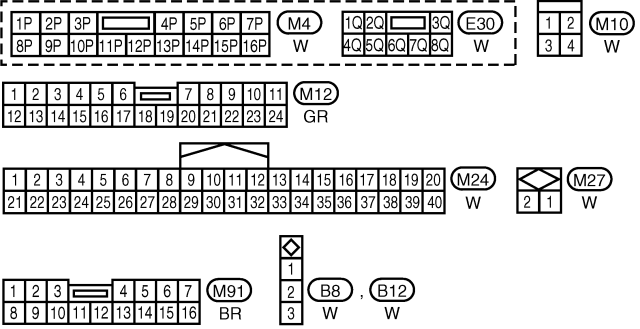 1P 2P 3P 4P 5P 6P 7P M4
8P 9P 10P 11P 12P 13P 14P 15P 16P W
1Q 2Q 3Q E30
4Q 5Q 6Q 7Q 8Q W
1 2 M10
3 4 W
1 2 3 4 5 6 7 8 9 10 11 M12
12 13 14 15 16 17 18 19 20 21 22 23 24 GR
1 2 3 4 5 6 7 8 9 10 11 12 13 14 15 16 17 18 19 20 M24
21 22 23 24 25 26 27 28 29 30 31 32 33 34 35 36 37 38 39 40 W
M27
2 1 W
1 2 3 4 5 6 7 M91
8 9 10 11 12 13 14 15 16 BR
1
2 B8 , B12
3 W W